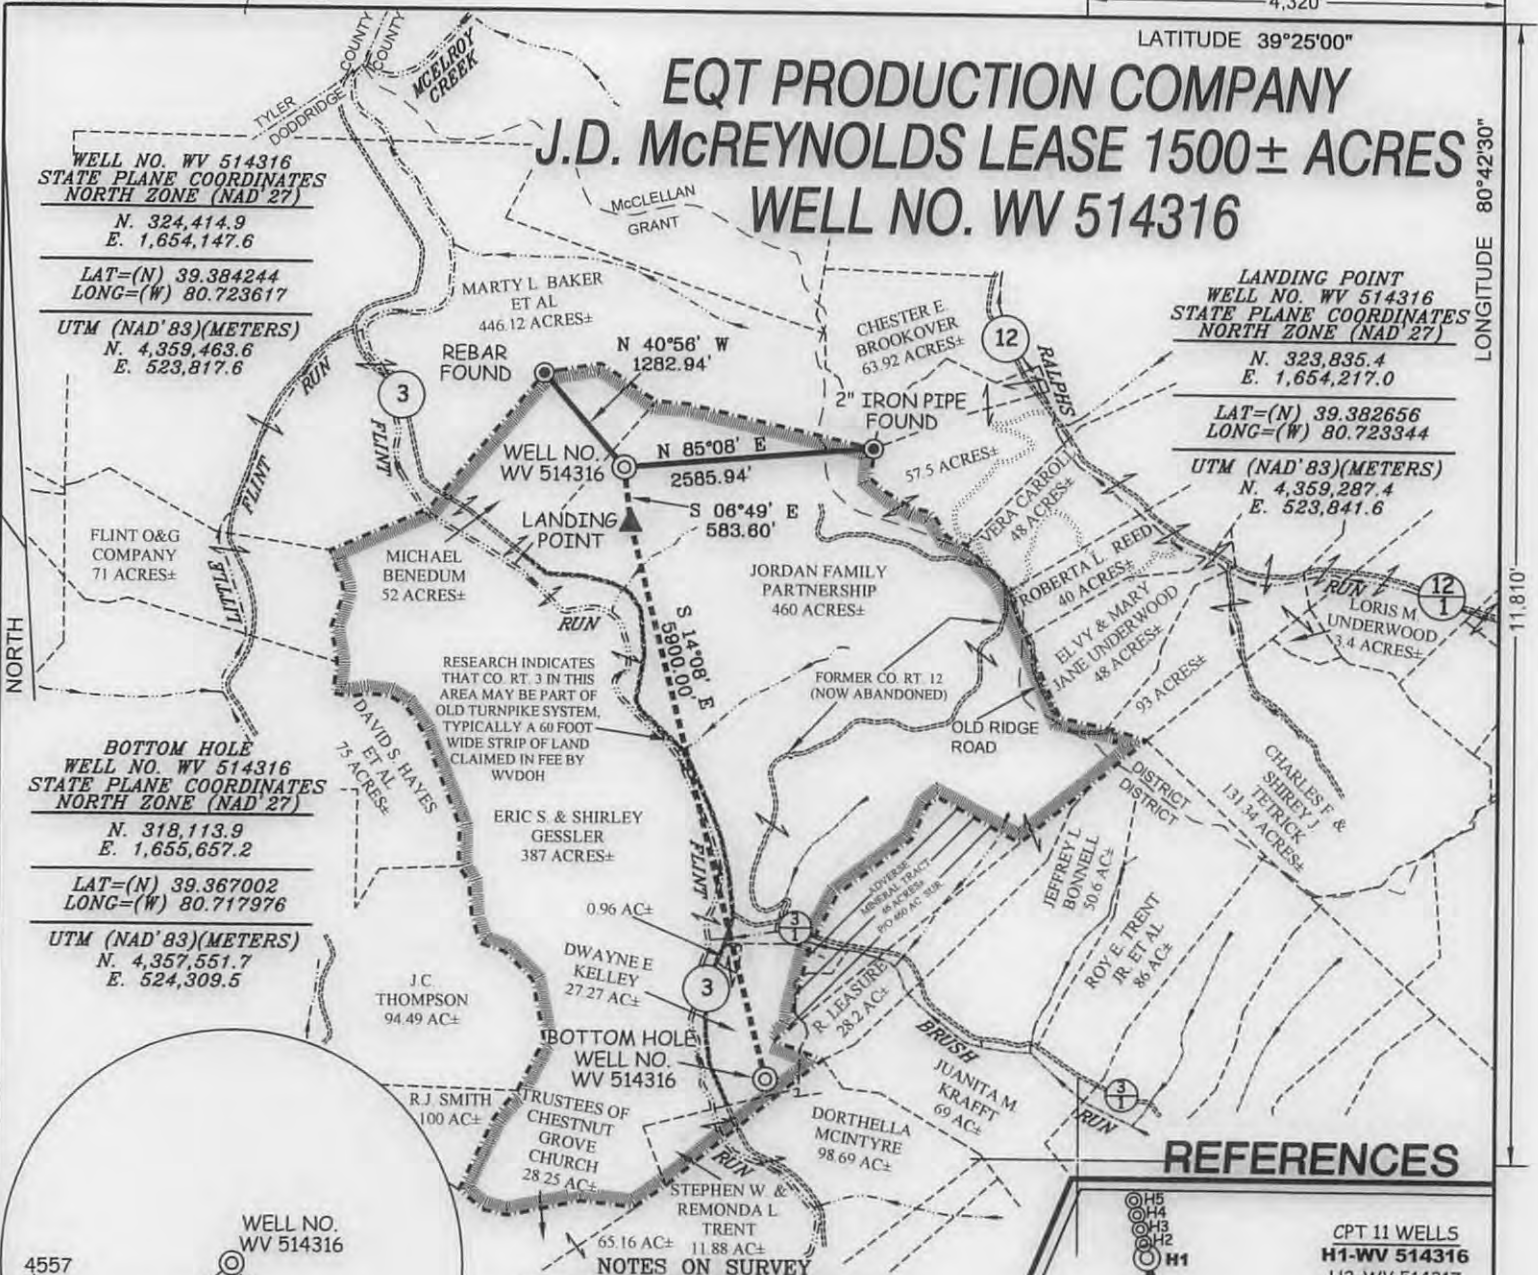 4,320
LATITUDE 39°25'00"
EQT PRODUCTION COMPANY
J.D. McREYNOLDS LEASE 1500± ACRES
WELL NO. WV 514316
LONGITUDE 80°42'30"
11.810'
NORTH
COUNTY
COUNTY
TYLER
DODDRIDGE
McELROY
CREEK
WELL NO. WV 514316
STATE PLANE COORDINATES
NORTH ZONE (NAD'27)
N. 324,414.9
E. 1,654,147.6
LAT=(N) 39.384244
LONG=(W) 80.723617
UTM (NAD'83)(METERS)
N. 4,359,463.6
E. 523,817.6
McCLELLAN
GRANT
MARTY L. BAKER
ET AL
446.12 ACRES±
CHESTER E.
BROOKOVER
63.92 ACRES±
12
RALPHS
RUN
LANDING POINT
WELL NO. WV 514316
STATE PLANE COORDINATES
NORTH ZONE (NAD'27)
N. 323,835.4
E. 1,654,217.0
LAT=(N) 39.382656
LONG=(W) 80.723344
UTM (NAD'83)(METERS)
N. 4,359,287.4
E. 523,841.6
REBAR
FOUND
N 40°56' W
1282.94'
2" IRON PIPE
FOUND
3
FLINT
RUN
LITTLE
FLINT
RUN
WELL NO.
WV 514316
N 85°08' E
2585.94'
S 06°49' E
583.60'
LANDING
POINT
57.5 ACRES±
VERA CARROLL
48 ACRES±
ROBERTA L. REED
40 ACRES±
ELVY & MARY
JANE UNDERWOOD
48 ACRES±
12
1
LORIS M.
UNDERWOOD
3.4 ACRES±
FLINT O&G
COMPANY
71 ACRES±
MICHAEL
BENEDUM
52 ACRES±
JORDAN FAMILY
PARTNERSHIP
460 ACRES±
S 14°08' E
5900.00'
RESEARCH INDICATES
THAT CO. RT. 3 IN THIS
AREA MAY BE PART OF
OLD TURNPIKE SYSTEM,
TYPICALLY A 60 FOOT
WIDE STRIP OF LAND
CLAIMED IN FEE BY
WVDOH
FORMER CO. RT. 12
(NOW ABANDONED)
OLD RIDGE
ROAD
93 ACRES±
DISTRICT
DISTRICT
CHARLES F &
SHIREY J.
TETRICK
131.34 ACRES±
DAVID S. HAYES
ET AL
75 ACRES±
BOTTOM HOLE
WELL NO. WV 514316
STATE PLANE COORDINATES
NORTH ZONE (NAD'27)
N. 318,113.9
E. 1,655,657.2
LAT=(N) 39.367002
LONG=(W) 80.717976
UTM (NAD'83)(METERS)
N. 4,357,551.7
E. 524,309.5
ERIC S. & SHIRLEY
GESSLER
387 ACRES±
FLINT
0.96 AC±
ADVERSE
MINERAL TRACT
46 ACRES±
P/O 460 AC. SUR.
JEFFREY L
BONNELL
50.6 AC±
ROY E. TRENT
JR. ET AL
86 AC±
3
1
DWAYNE E
KELLEY
27.27 AC±
3
R. LEASURE
28.2 AC±
BRUSH
RUN
J.C.
THOMPSON
94.49 AC±
BOTTOM HOLE
WELL NO.
WV 514316
JUANITA M.
KRAFFT
69 AC±
3
1
R.J. SMITH
100 AC±
TRUSTEES OF
CHESTNUT
GROVE
CHURCH
28.25 AC±
DORTHELLA
MCINTYRE
98.69 AC±
RUN
STEPHEN W. &
REMONDA L.
TRENT
11.88 AC±
65.16 AC±
NOTES ON SURVEY
REFERENCES
H5
H4
H3
H2
H1
CPT 11 WELLS
H1-WV 514316
WELL NO.
WV 514316
4557